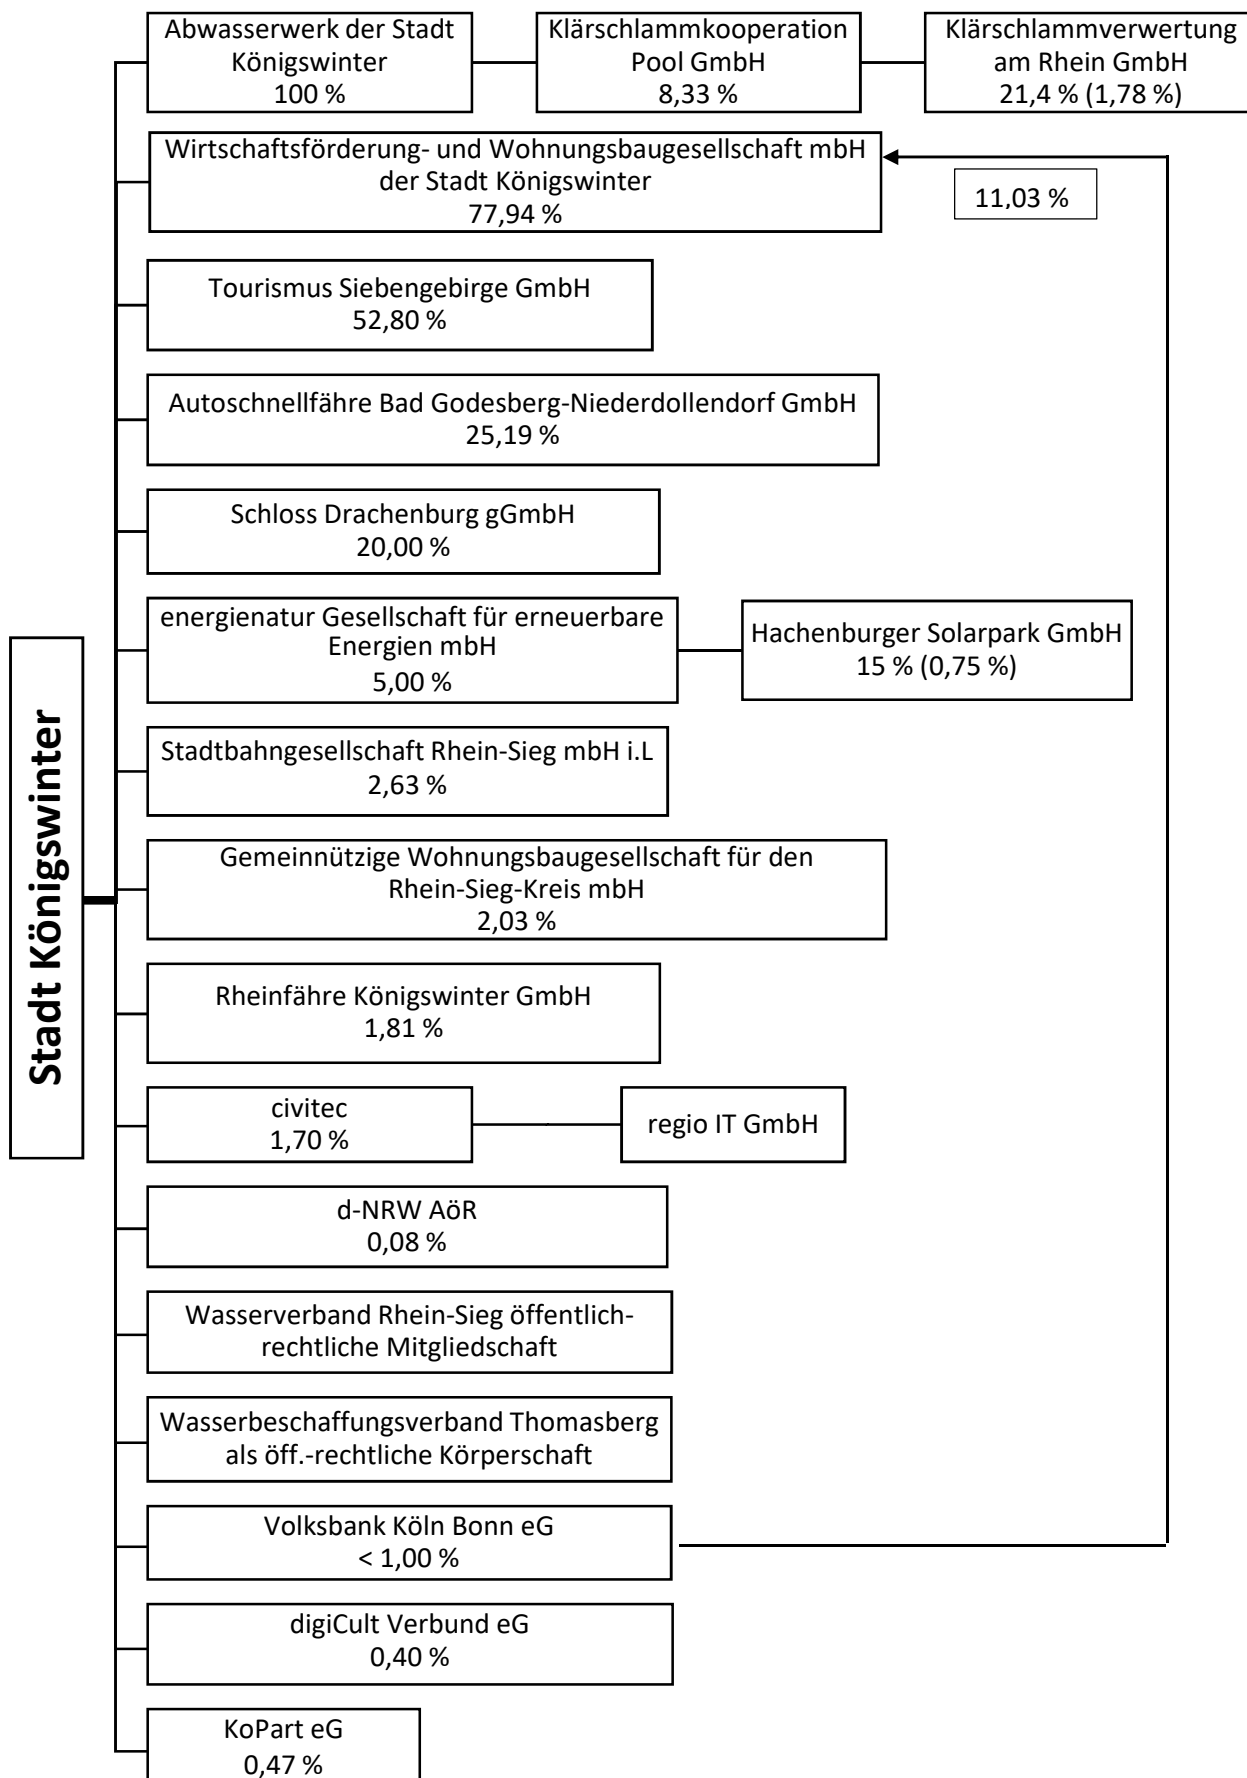 Abwasserwerk der Stadt
Königswinter
100 %
Klärschlammkooperation
Pool GmbH
8,33 %
Klärschlammverwertung
am Rhein GmbH
21,4 % (1,78 %)
Wirtschaftsförderung- und Wohnungsbaugesellschaft mbH
der Stadt Königswinter
77,94 %
11,03 %
Tourismus Siebengebirge GmbH
52,80 %
Autoschnellfähre Bad Godesberg-Niederdollendorf GmbH
25,19 %
Schloss Drachenburg gGmbH
20,00 %
energienatur Gesellschaft für erneuerbare
Energien mbH
5,00 %
Hachenburger Solarpark GmbH
15 % (0,75 %)
Stadt Königswinter
Stadtbahngesellschaft Rhein-Sieg mbH i.L
2,63 %
Gemeinnützige Wohnungsbaugesellschaft für den
Rhein-Sieg-Kreis mbH
2,03 %
Rheinfähre Königswinter GmbH
1,81 %
civitec
1,70 %
regio IT GmbH
d-NRW AöR
0,08 %
Wasserverband Rhein-Sieg öffentlich-
rechtliche Mitgliedschaft
Wasserbeschaffungsverband Thomasberg
als öff.-rechtliche Körperschaft
Volksbank Köln Bonn eG
< 1,00 %
digiCult Verbund eG
0,40 %
KoPart eG
0,47 %